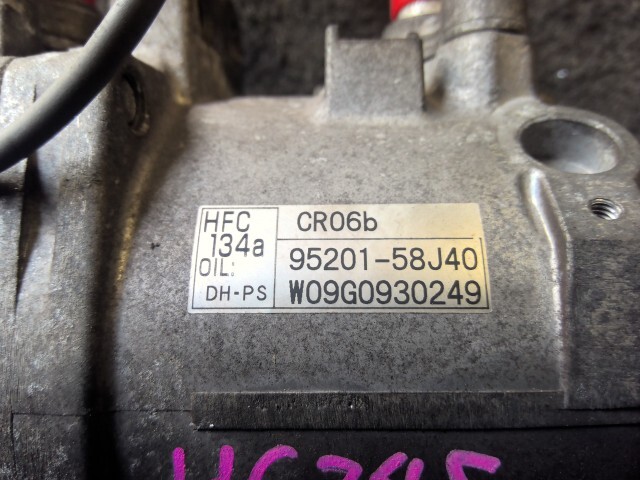 HFC
134a
OIL:
DH-PS
CR06b
95201-58J40
W09G0930249